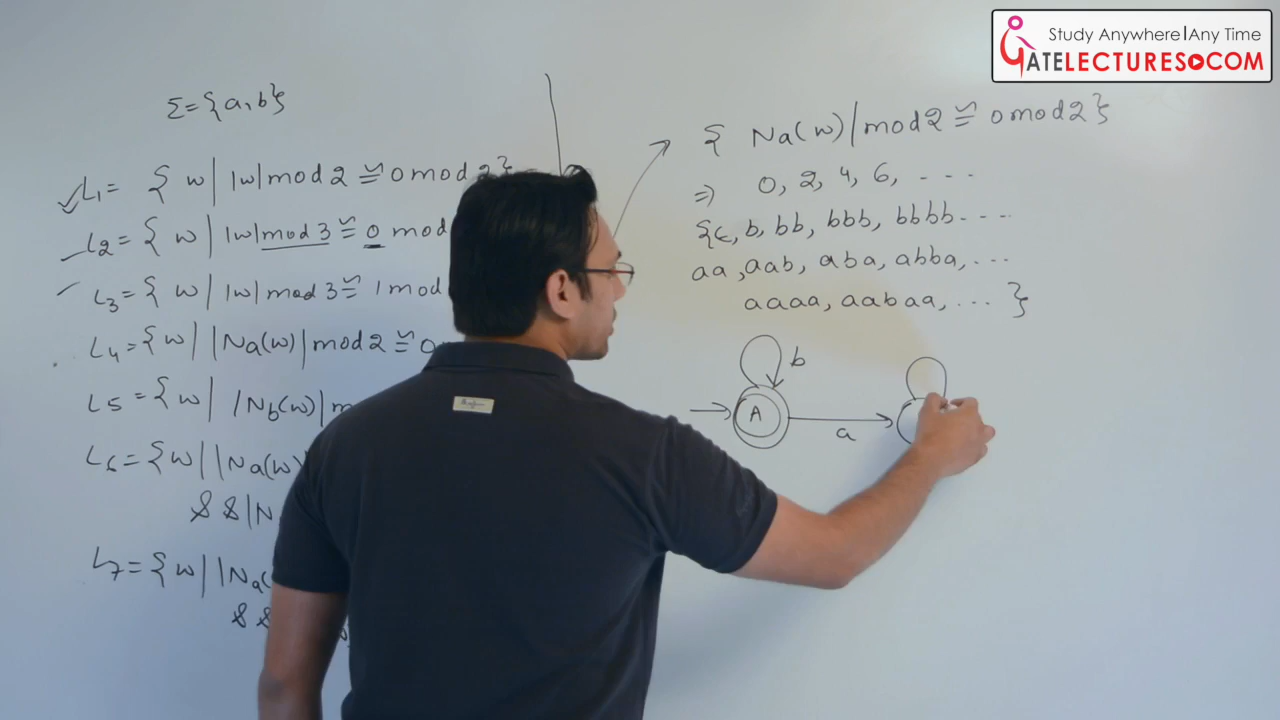 Study Anywhere|Any Time
GATELECTURES.COM
Σ={a,b}
L1= { w | |w| mod 2 ≅ 0 mod 2}
L2= { w | |w| mod 3 ≅ 0 mod
L3= { w | |w| mod 3 ≅ 1 mod
L4= { w | |Na(w)| mod 2 ≅ 0
L5= { w | |Nb(w)| m
L6= { w | |Na(w)
&& |N
L7= { w | |Na(
&&
{ Na(w) | mod 2 ≅ 0 mod 2 }
⇒ 0, 2, 4, 6, - - - -
{ε, b, bb, bbb, bbbb - - - -
aa, aab, aba, abba, ...
aaaa, aabaa, ... }
b
A
a